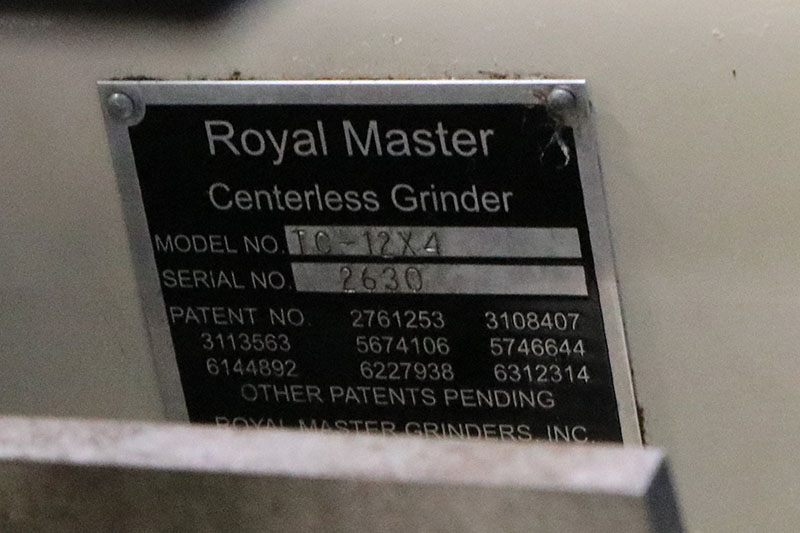 Royal Master
Centerless Grinder
MODEL NO. TC-12X4
SERIAL NO. 2630
PATENT NO. 2761253 3108407
3113563 5674106 5746644
6144892 6227938 6312314
OTHER PATENTS PENDING
ROYAL MASTER GRINDERS, INC.